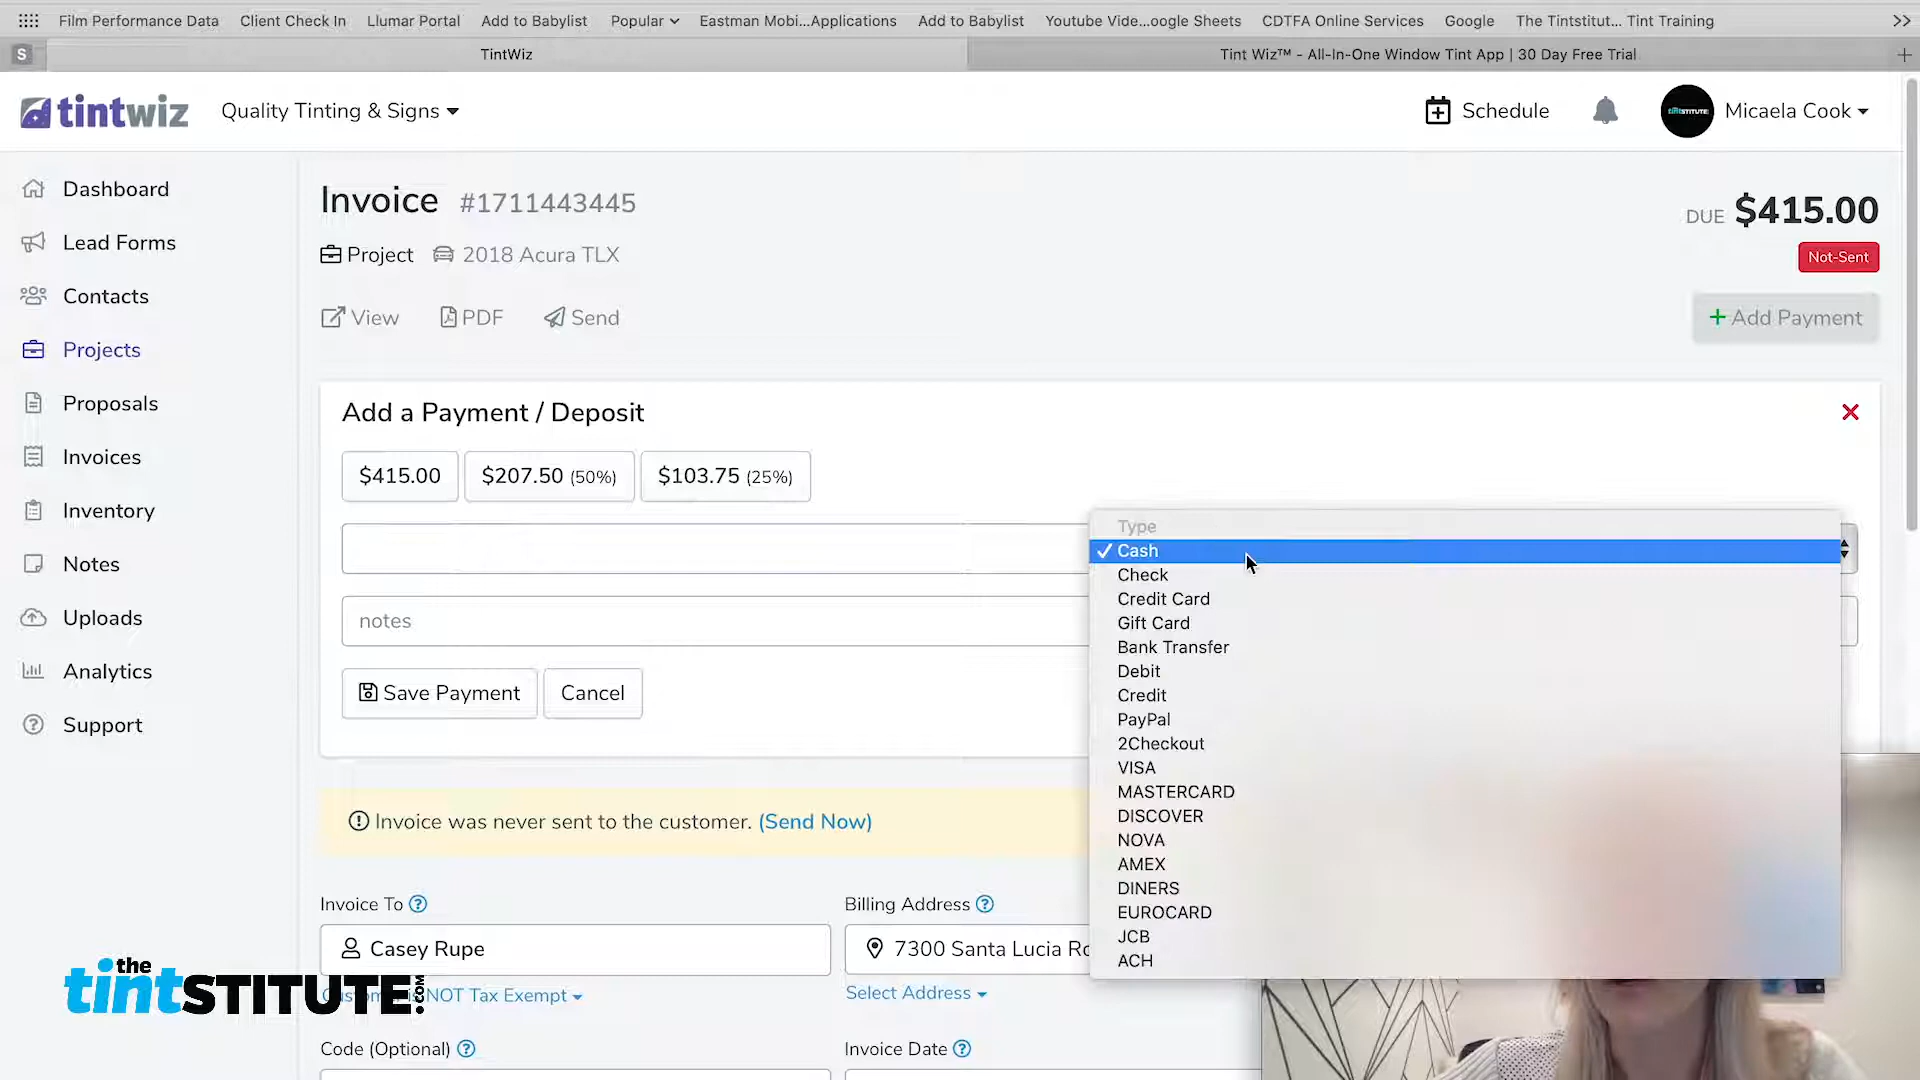 Film Performance Data Client Check In Llumar Portal Add to Babylist Popular Eastman Mobi...Applications Add to Babylist Youtube Vide...oogle Sheets CDTFA Online Services Google The Tintstitut... Tint Training
S TintWiz Tint Wiz™ - All-In-One Window Tint App | 30 Day Free Trial
tintwiz Quality Tinting & Signs Schedule tintSTITUTE Micaela Cook
Dashboard
Lead Forms
Contacts
Projects
Proposals
Invoices
Inventory
Notes
Uploads
Analytics
Support
Invoice #1711443445
DUE $415.00
Project 2018 Acura TLX
Not-Sent
View PDF Send
+ Add Payment
Add a Payment / Deposit
$415.00 $207.50 (50%) $103.75 (25%)
notes
Save Payment Cancel
Type
✓ Cash
Check
Credit Card
Gift Card
Bank Transfer
Debit
Credit
PayPal
2Checkout
VISA
MASTERCARD
DISCOVER
NOVA
AMEX
DINERS
EUROCARD
JCB
ACH
Invoice was never sent to the customer. (Send Now)
Invoice To Billing Address
Casey Rupe 7300 Santa Lucia
NOT Tax Exempt Select Address
the
tintSTITUTE.COM
Code (Optional) Invoice Date